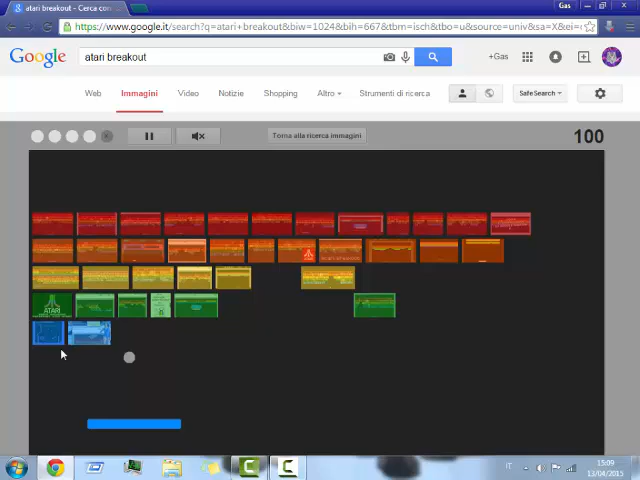 atari breakout - Cerca con
Gas
https://www.google.it/search?q=atari+breakout&biw=1024&bih=667&tbm=isch&tbo=u&source=univ&sa=X&ei=
Google
atari breakout
+Gas
Web Immagini Video Notizie Shopping Altro Strumenti di ricerca SafeSearch
Torna alla ricerca immagini
100
ATARI
IT 15:09
13/04/2015